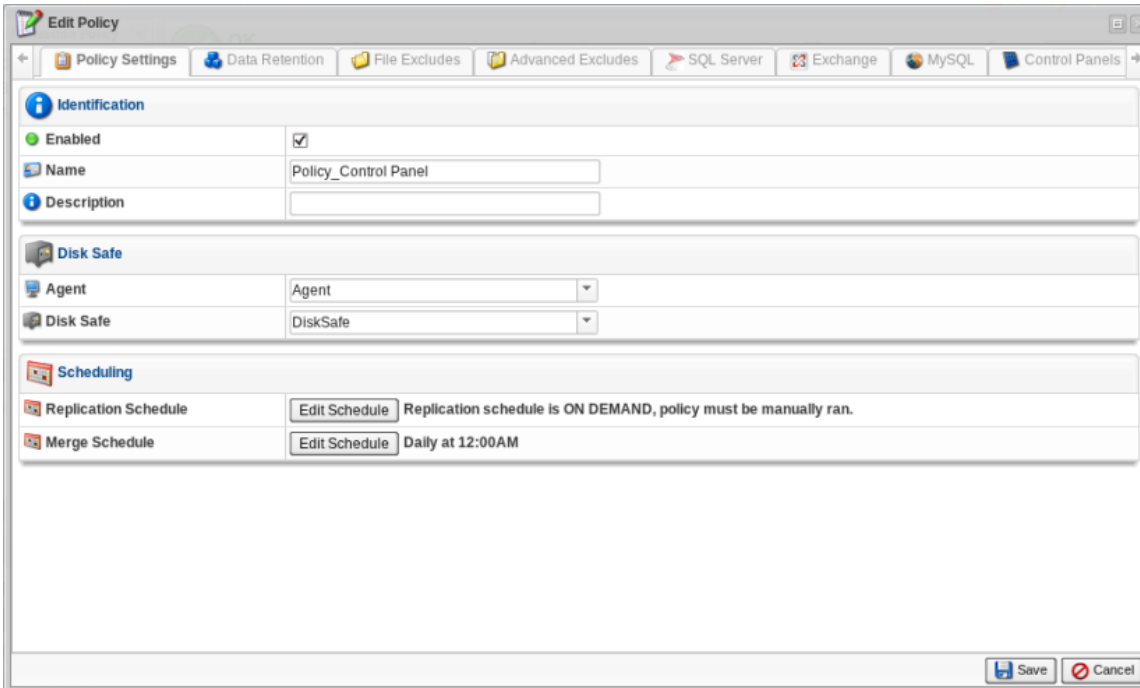 Edit Policy
Policy Settings Data Retention File Excludes Advanced Excludes SQL Server Exchange MySQL Control Panels
Identification
Enabled
Name Policy_Control Panel
Description
Disk Safe
Agent Agent
Disk Safe DiskSafe
Scheduling
Replication Schedule Edit Schedule Replication schedule is ON DEMAND, policy must be manually ran.
Merge Schedule Edit Schedule Daily at 12:00AM
Save Cancel